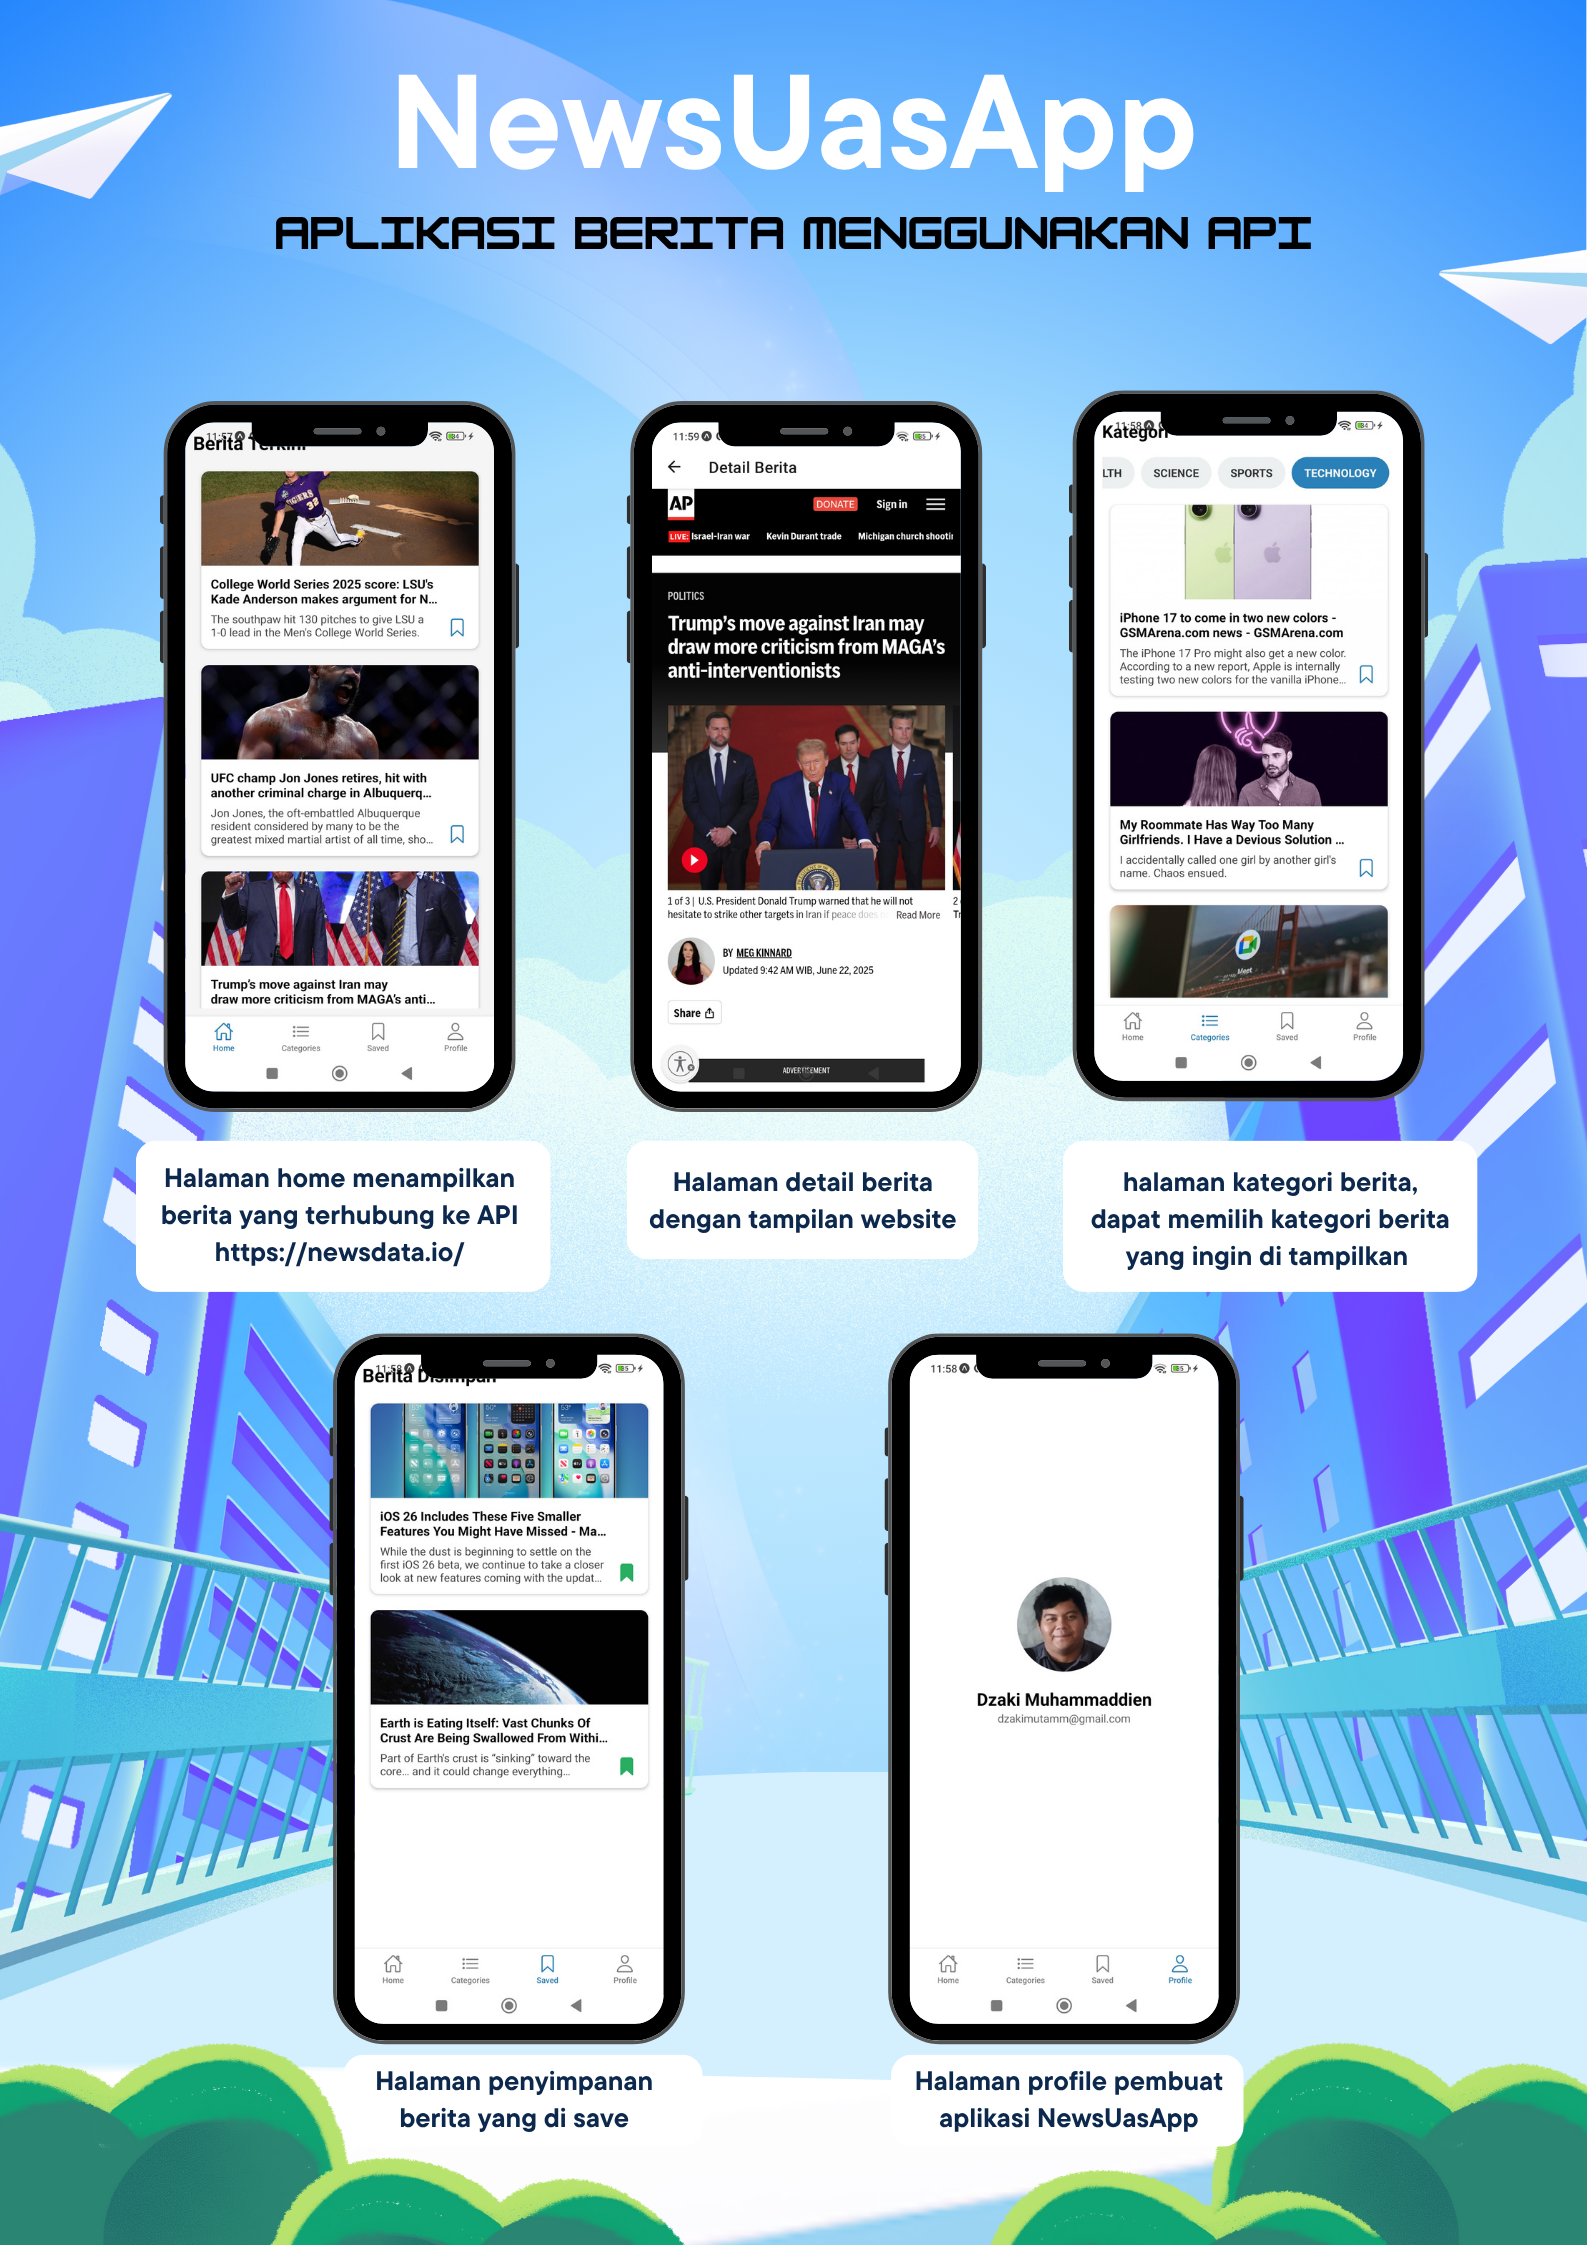 NewsUasApp
APLIKASI BERITA MENGGUNAKAN API
11:57
Berita Terkini
84
College World Series 2025 score: LSU's
Kade Anderson makes argument for N...
The southpaw hit 130 pitches to give LSU a
1-0 lead in the Men's College World Series.
UFC champ Jon Jones retires, hit with
another criminal charge in Albuquerq...
Jon Jones, the oft-embattled Albuquerque
resident considered by many to be the
greatest mixed martial artist of all time, sho...
Trump's move against Iran may
draw more criticism from MAGA's anti...
Home
Categories
Saved
Profile
Halaman home menampilkan
berita yang terhubung ke API
https://newsdata.io/
11:59
Detail Berita
AP
DONATE
Sign in
LIVE: Israel-Iran war
Kevin Durant trade
Michigan church shootin
POLITICS
Trump's move against Iran may
draw more criticism from MAGA's
anti-interventionists
1 of 3 | U.S. President Donald Trump warned that he will not
hesitate to strike other targets in Iran if peace does
Read More
BY MEG KINNARD
Updated 9:42 AM WIB, June 22, 2025
Share
ADVERTISEMENT
Halaman detail berita
dengan tampilan website
11:58
Kategori
84
LTH
SCIENCE
SPORTS
TECHNOLOGY
iPhone 17 to come in two new colors -
GSMArena.com news - GSMArena.com
The iPhone 17 Pro might also get a new color.
According to a new report, Apple is internally
testing two new colors for the vanilla iPhone...
My Roommate Has Way Too Many
Girlfriends. I Have a Devious Solution ...
I accidentally called one girl by another girl's
name. Chaos ensued.
Meet
Home
Categories
Saved
Profile
halaman kategori berita,
dapat memilih kategori berita
yang ingin di tampilkan
11:58
Berita Disimpan
iOS 26 Includes These Five Smaller
Features You Might Have Missed - Ma...
While the dust is beginning to settle on the
first iOS 26 beta, we continue to take a closer
look at new features coming with the updat...
Earth is Eating Itself: Vast Chunks Of
Crust Are Being Swallowed From Withi...
Part of Earth's crust is "sinking" toward the
core... and it could change everything...
Home
Categories
Saved
Profile
Halaman penyimpanan
berita yang di save
11:58
Dzaki Muhammaddien
dzakimutamm@gmail.com
Home
Categories
Saved
Profile
Halaman profile pembuat
aplikasi NewsUasApp